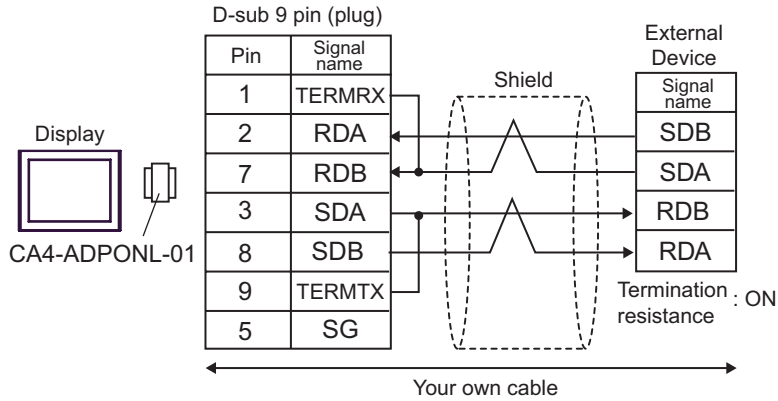 D-sub 9 pin (plug)
Pin
Signal name
1
TERMRX
2
RDA
7
RDB
3
SDA
8
SDB
9
TERMTX
5
SG
Display
CA4-ADPONL-01
Shield
External Device
Signal name
SDB
SDA
RDB
RDA
Termination resistance : ON
Your own cable